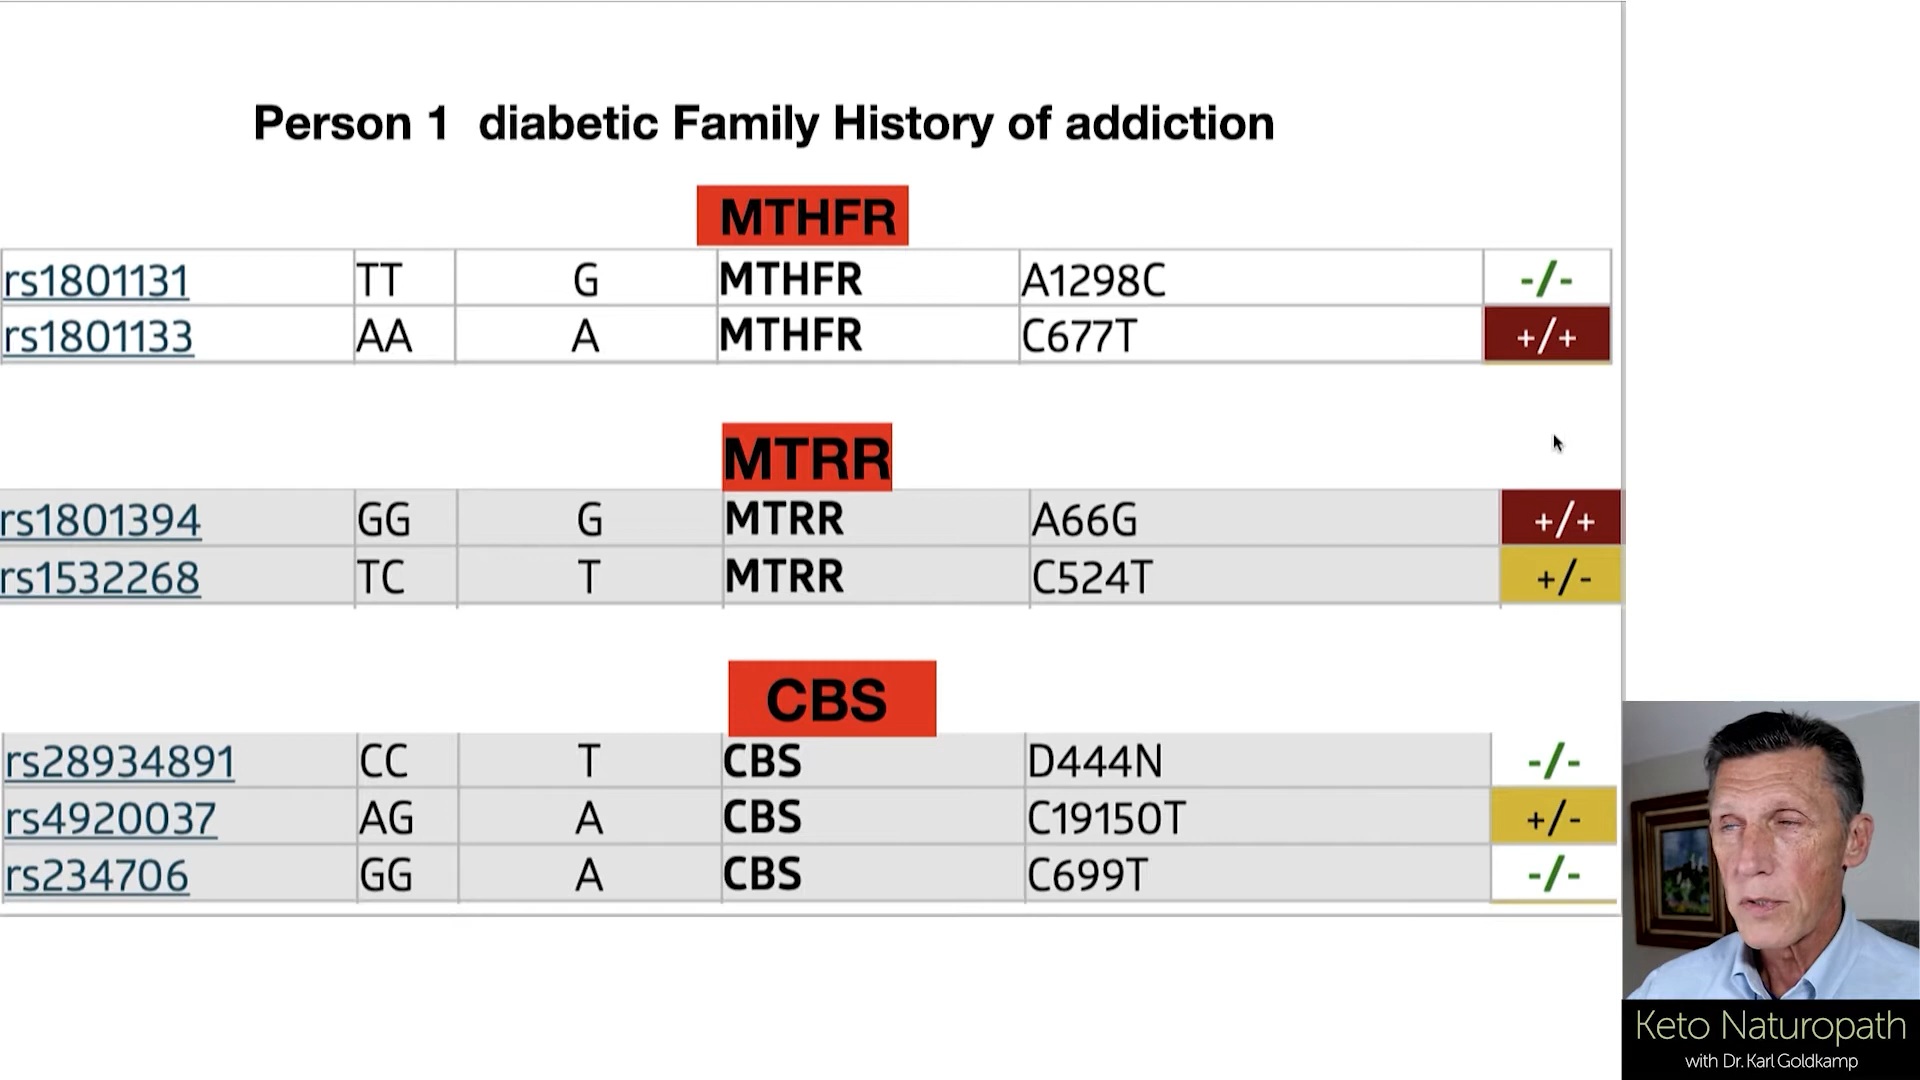 Person 1 diabetic Family History of addiction
MTHFR
rs1801131 TT G MTHFR A1298C -/-
rs1801133 AA A MTHFR C677T +/+
MTRR
rs1801394 GG G MTRR A66G +/+
rs1532268 TC T MTRR C524T +/-
CBS
rs28934891 CC T CBS D444N -/-
rs4920037 AG A CBS C19150T +/-
rs234706 GG A CBS C699T -/-
Keto Naturopath
with Dr. Karl Goldkamp